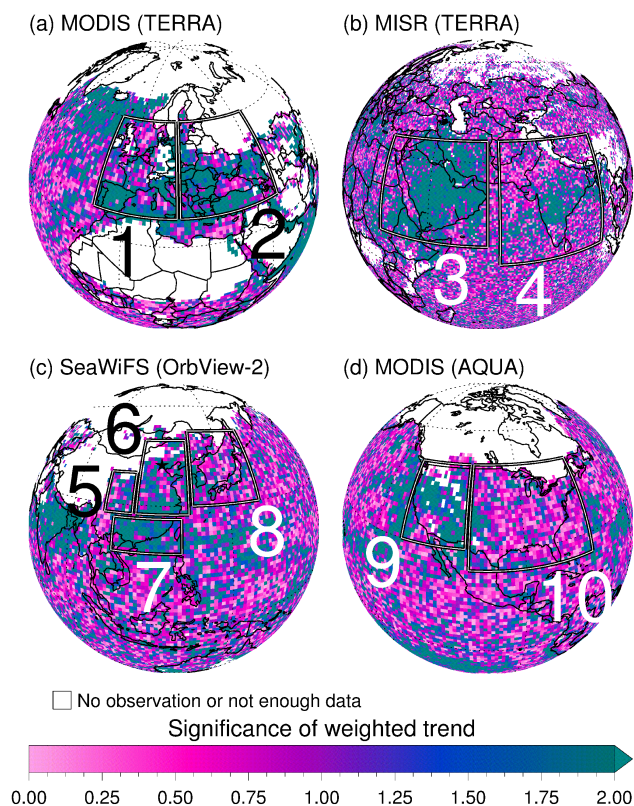 (a) MODIS (TERRA)
(b) MISR (TERRA)
1
2
3
4
(c) SeaWiFS (OrbView-2)
(d) MODIS (AQUA)
6
5
7
8
9
10
No observation or not enough data
Significance of weighted trend
0.00 0.25 0.50 0.75 1.00 1.25 1.50 1.75 2.00